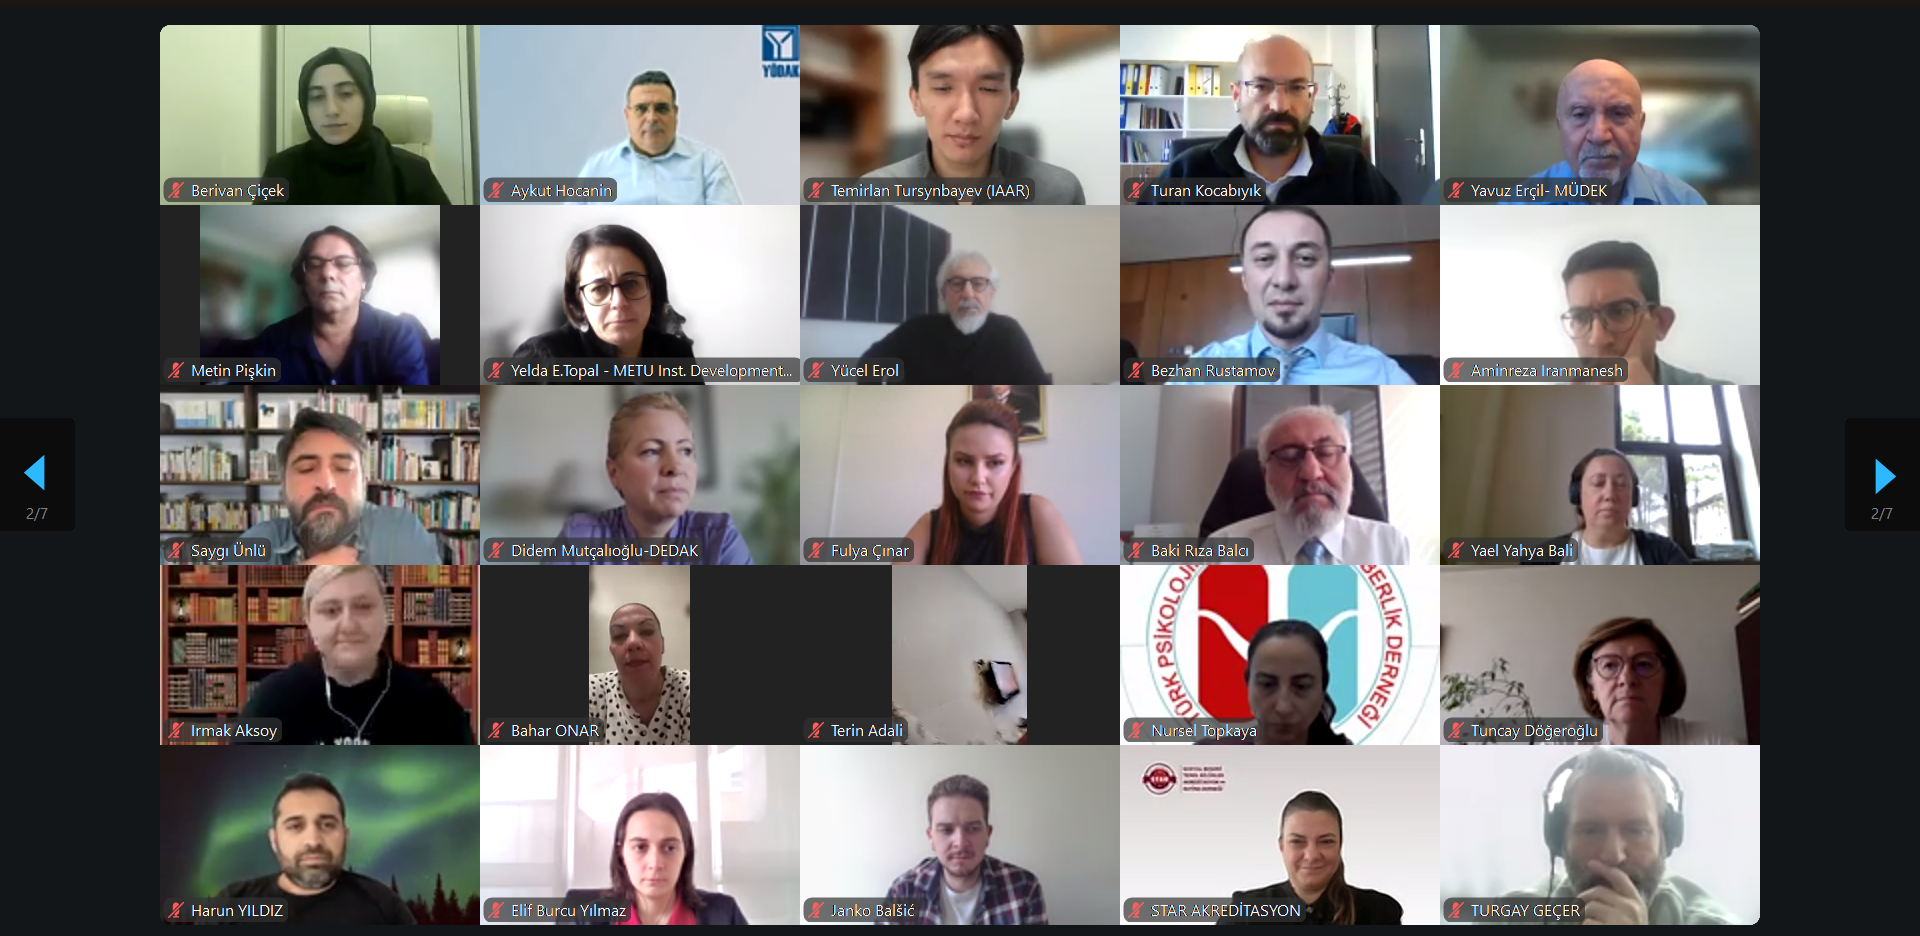 YÖDAK
Berivan Çiçek
Aykut Hocanin
Temirlan Tursynbayev (IAAR)
Turan Kocabıyık
Yavuz Erçil- MÜDEK
Metin Pişkin
Yelda E.Topal - METU Inst. Development...
Yücel Erol
Bezhan Rustamov
Aminreza Iranmanesh
2/7
2/7
Saygı Ünlü
Didem Mutçalıoğlu-DEDAK
Fulya Çınar
Baki Rıza Balcı
Yael Yahya Bali
TÜRK PSİKOLOJİ
BERLİK DERNEĞİ
Irmak Aksoy
Bahar ONAR
Terin Adali
Nursel Topkaya
Tuncay Döğeroğlu
STAR
Harun YILDIZ
Elif Burcu Yılmaz
Janko Balšić
STAR AKREDİTASYON
TURGAY GEÇER